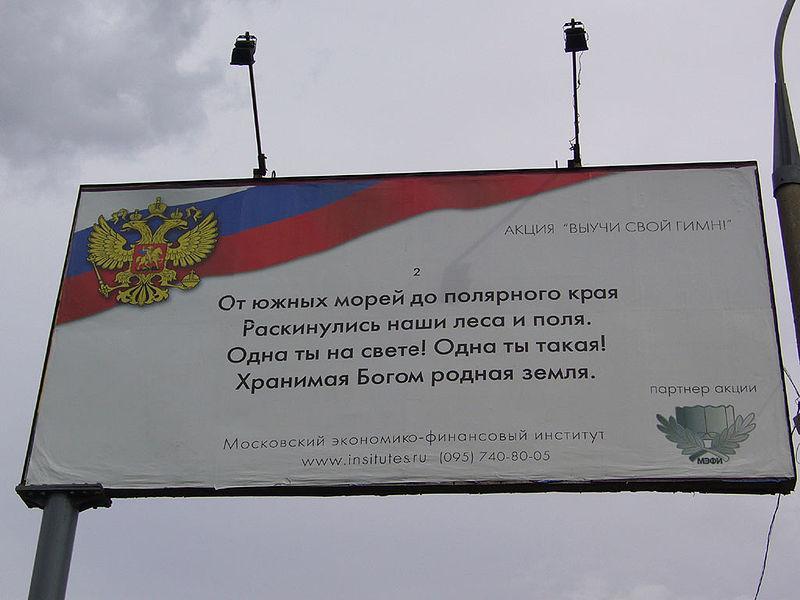 АКЦИЯ "ВЫУЧИ СВОЙ ГИМН!"
2
От южных морей до полярного края
Раскинулись наши леса и поля.
Одна ты на свете! Одна ты такая!
Хранимая Богом родная земля.
партнер акции
МЭФИ
Московский экономико-финансовый институт
www.insitutes.ru (095) 740-80-05